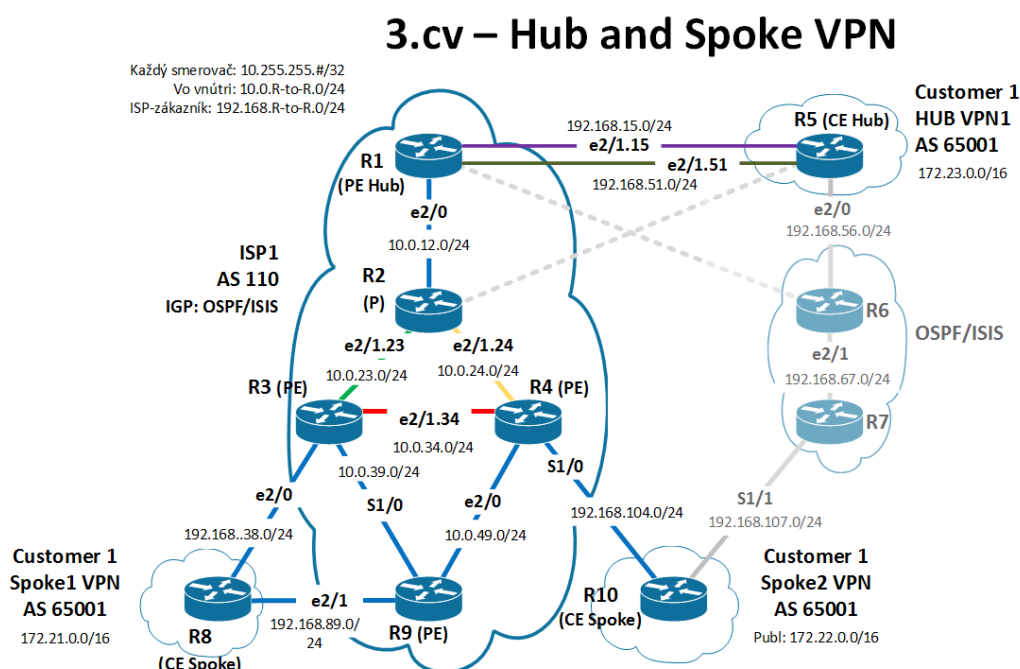 3.cv – Hub and Spoke VPN
Každý smerovač: 10.255.255.#/32
Vo vnútri: 10.0.R-to-R.0/24
ISP-zákazník: 192.168.R-to-R.0/24
Customer 1
HUB VPN1
AS 65001
172.23.0.0/16
R5 (CE Hub)
192.168.15.0/24
e2/1.15
e2/1.51
192.168.51.0/24
R1
(PE Hub)
e2/0
10.0.12.0/24
e2/0
192.168.56.0/24
ISP1
AS 110
IGP: OSPF/ISIS
R2
(P)
R6
OSPF/ISIS
e2/1.23
10.0.23.0/24
e2/1.24
10.0.24.0/24
e2/1
192.168.67.0/24
R3 (PE)
R4 (PE)
R7
e2/1.34
10.0.34.0/24
10.0.39.0/24
S1/0
e2/0
S1/0
e2/0
S1/1
192.168..38.0/24
10.0.49.0/24
192.168.104.0/24
192.168.107.0/24
Customer 1
Spoke1 VPN
AS 65001
172.21.0.0/16
R8
(CE Spoke)
e2/1
192.168.89.0/
24
R9 (PE)
R10
(CE Spoke)
Customer 1
Spoke2 VPN
AS 65001
Publ: 172.22.0.0/16